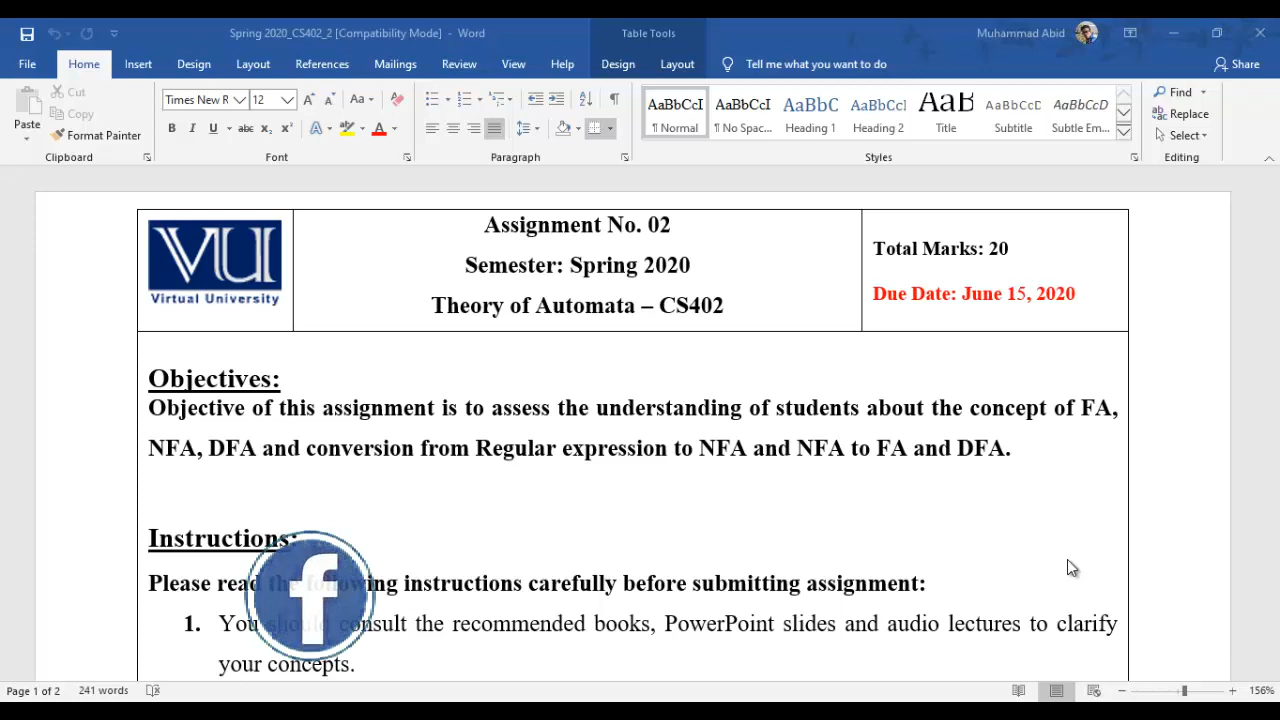 Spring 2020_CS402_2 [Compatibility Mode] - Word
Table Tools
Muhammad Abid
File Home Insert Design Layout References Mailings Review View Help Design Layout Tell me what you want to do Share
Paste
Cut
Copy
Format Painter
Clipboard
Times New R 12
Aa
B I U abc x₂ x² A A
Font
Paragraph
AaBbCcI AaBbCcI AaBbC AaBbCcI AaB AaBbCcD AaBbCcD
¶ Normal ¶ No Spac... Heading 1 Heading 2 Title Subtitle Subtle Em...
Styles
Find
Replace
Select
Editing
VU
Virtual University
Assignment No. 02
Semester: Spring 2020
Theory of Automata – CS402
Total Marks: 20
Due Date: June 15, 2020
Objectives:
Objective of this assignment is to assess the understanding of students about the concept of FA,
NFA, DFA and conversion from Regular expression to NFA and NFA to FA and DFA.
Instructions:
Please read the following instructions carefully before submitting assignment:
1. You should consult the recommended books, PowerPoint slides and audio lectures to clarify
your concepts.
f
Page 1 of 2 241 words
156%